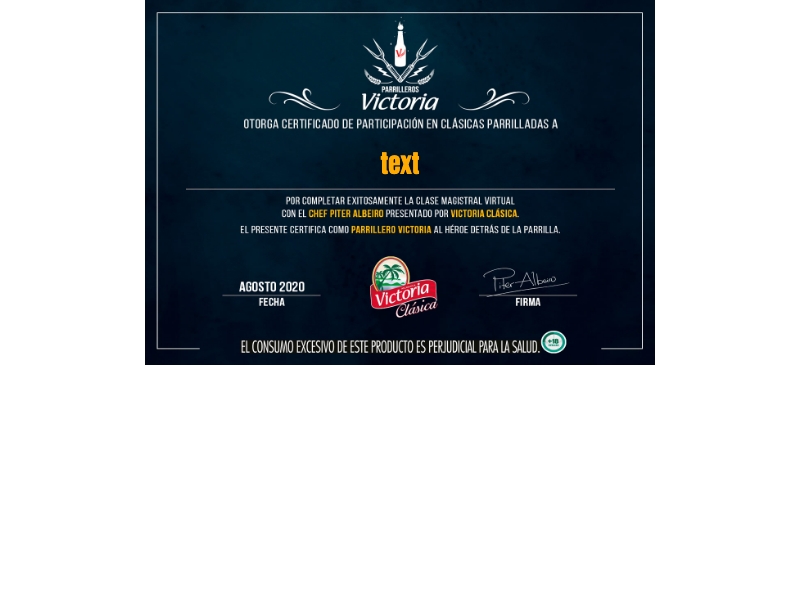 PARRILLEROS
Victoria
OTORGA CERTIFICADO DE PARTICIPACIÓN EN CLÁSICAS PARRILLADAS A
text
POR COMPLETAR EXITOSAMENTE LA CLASE MAGISTRAL VIRTUAL
CON EL CHEF PITER ALBEIRO PRESENTADO POR VICTORIA CLÁSICA.
EL PRESENTE CERTIFICA COMO PARRILLERO VICTORIA AL HÉROE DETRÁS DE LA PARRILLA.
AGOSTO 2020
FECHA
Victoria
Clásica
Piter Albeiro
FIRMA
EL CONSUMO EXCESIVO DE ESTE PRODUCTO ES PERJUDICIAL PARA LA SALUD.
+18